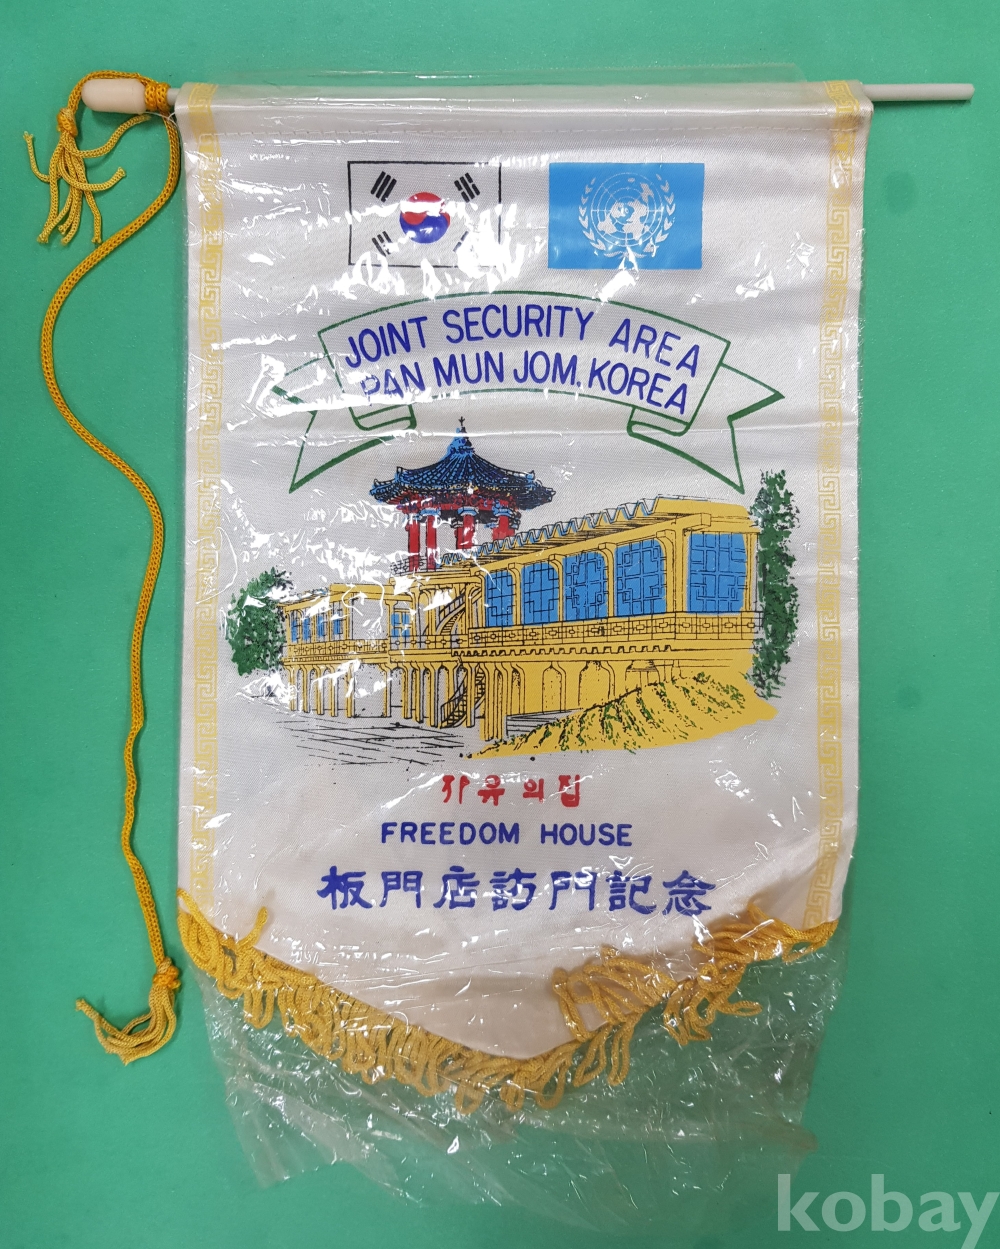 JOINT SECURITY AREA
PAN MUN JOM, KOREA
자유의집
FREEDOM HOUSE
板門店訪門記念
kobay